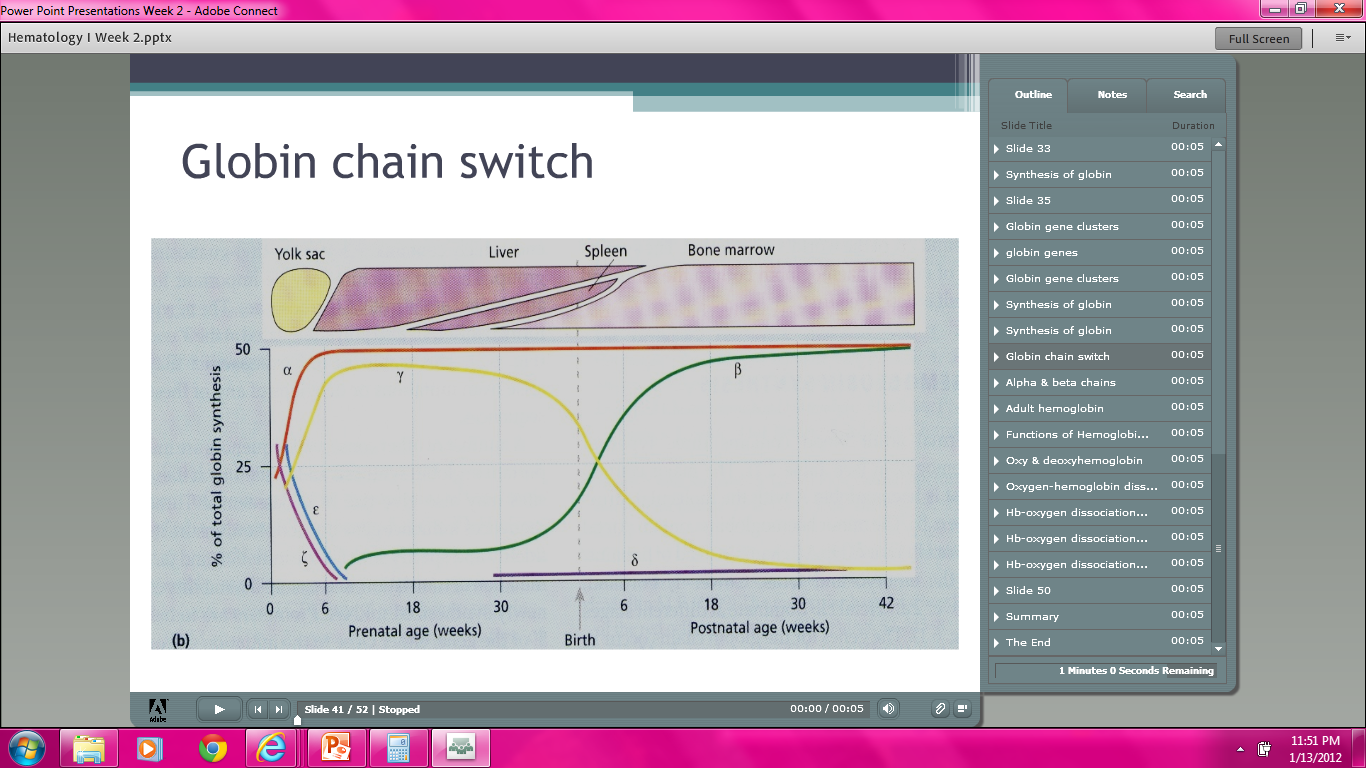 Power Point Presentations Week 2 - Adobe Connect
Hematology I Week 2.pptx
Full Screen
Globin chain switch
Yolk sac
Liver
Spleen
Bone marrow
% of total globin synthesis
50
25
0
α
γ
β
ε
ζ
δ
0
6
18
30
6
18
30
42
Prenatal age (weeks)
Birth
Postnatal age (weeks)
(b)
Outline
Notes
Search
Slide Title Duration
Slide 33 00:05
Synthesis of globin 00:05
Slide 35 00:05
Globin gene clusters 00:05
globin genes 00:05
Globin gene clusters 00:05
Synthesis of globin 00:05
Synthesis of globin 00:05
Globin chain switch 00:05
Alpha & beta chains 00:05
Adult hemoglobin 00:05
Functions of Hemoglobi... 00:05
Oxy & deoxyhemoglobin 00:05
Oxygen-hemoglobin diss... 00:05
Hb-oxygen dissociation... 00:05
Hb-oxygen dissociation... 00:05
Hb-oxygen dissociation... 00:05
Slide 50 00:05
Summary 00:05
The End 00:05
1 Minutes 0 Seconds Remaining
Adobe
Slide 41 / 52 | Stopped
00:00 / 00:05
11:51 PM
1/13/2012